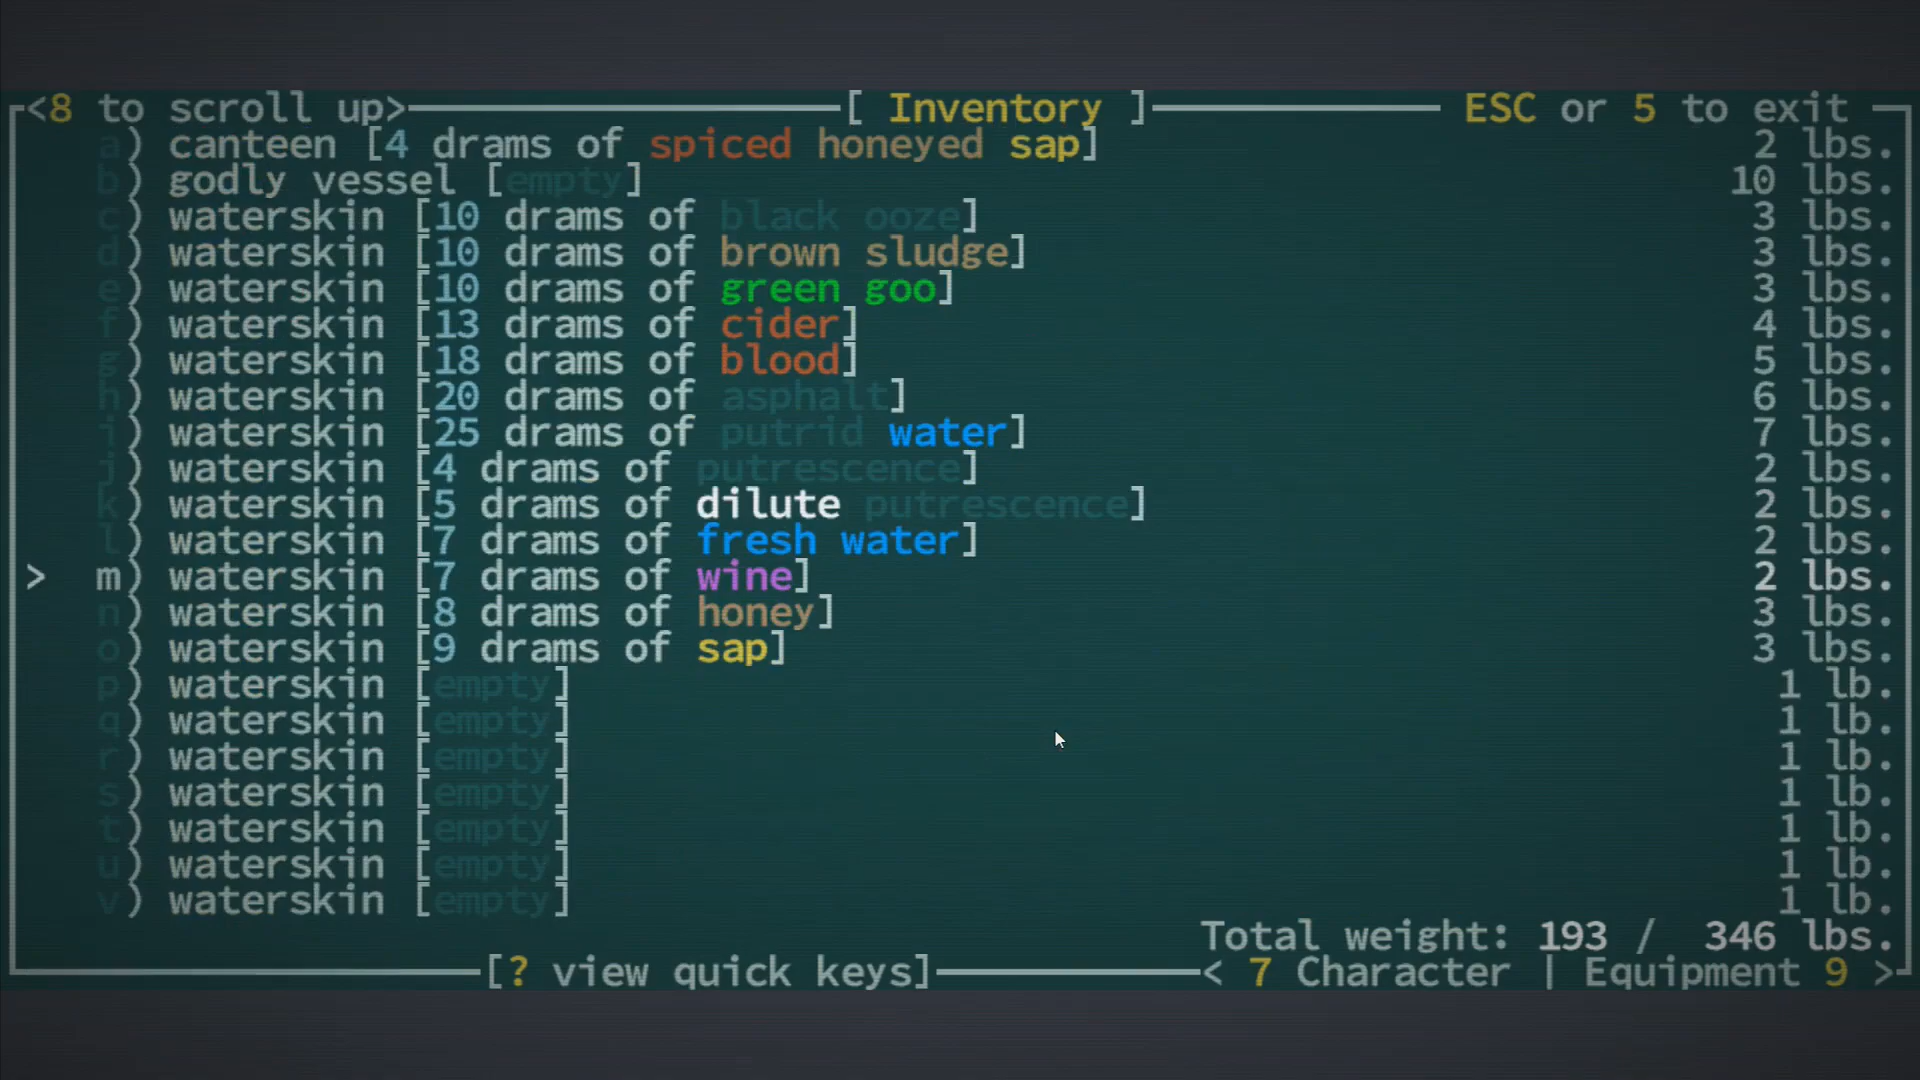 <8 to scroll up> [ Inventory ] ESC or 5 to exit
a) canteen [4 drams of spiced honeyed sap] 2 lbs.
b) godly vessel [empty] 10 lbs.
c) waterskin [10 drams of black ooze] 3 lbs.
d) waterskin [10 drams of brown sludge] 3 lbs.
e) waterskin [10 drams of green goo] 3 lbs.
f) waterskin [13 drams of cider] 4 lbs.
g) waterskin [18 drams of blood] 5 lbs.
h) waterskin [20 drams of asphalt] 6 lbs.
i) waterskin [25 drams of putrid water] 7 lbs.
j) waterskin [4 drams of putrescence] 2 lbs.
k) waterskin [5 drams of dilute putrescence] 2 lbs.
l) waterskin [7 drams of fresh water] 2 lbs.
> m) waterskin [7 drams of wine] 2 lbs.
n) waterskin [8 drams of honey] 3 lbs.
o) waterskin [9 drams of sap] 3 lbs.
p) waterskin [empty] 1 lb.
q) waterskin [empty] 1 lb.
r) waterskin [empty] 1 lb.
s) waterskin [empty] 1 lb.
t) waterskin [empty] 1 lb.
u) waterskin [empty] 1 lb.
v) waterskin [empty] 1 lb.
Total weight: 193 / 346 lbs.
[? view quick keys] < 7 Character | Equipment 9 >